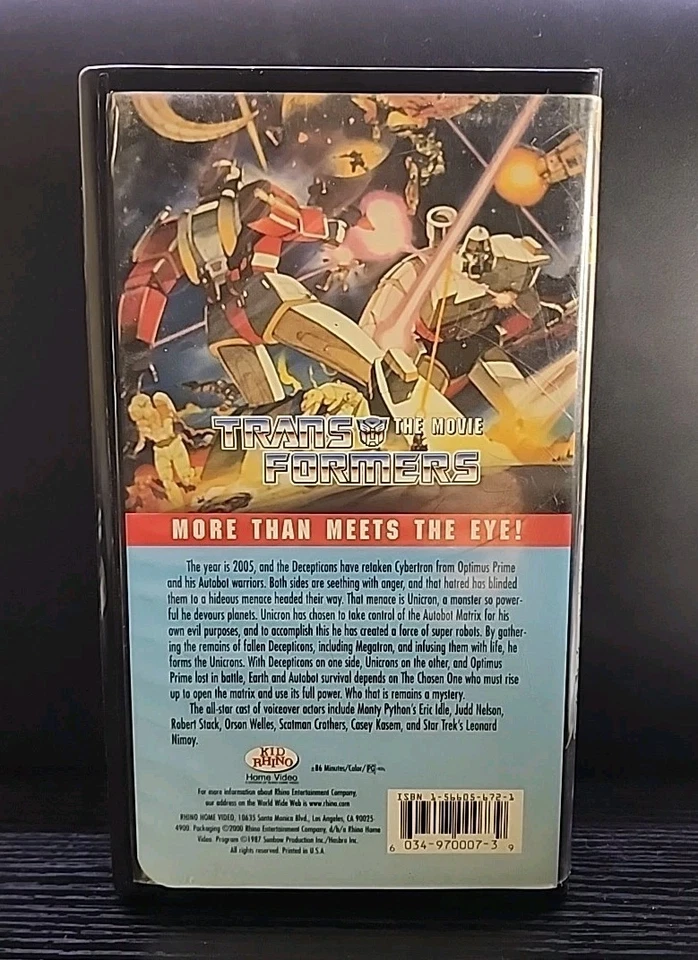 TRANS THE MOVIE
FORMERS
MORE THAN MEETS THE EYE!
The year is 2005, and the Decepticons have retaken Cybertron from Optimus Prime
and his Autobot warriors. Both sides are seething with anger, and that hatred has blinded
them to a hideous menace headed their way. That menace is Unicron, a monster so power-
ful he devours planets. Unicron has chosen to take control of the Autobot Matrix for his
own evil purposes, and to accomplish this he has created a force of super robots. By gather-
ing the remains of fallen Decepticons, including Megatron, and infusing them with life, he
forms the Unicrons. With Decepticons on one side, Unicrons on the other, and Optimus
Prime lost in battle, Earth and Autobot survival depends on The Chosen One who must rise
up to open the matrix and use its full power. Who that is remains a mystery.
The all-star cast of voiceover actors include Monty Python's Eric Idle, Judd Nelson,
Robert Stack, Orson Welles, Scatman Crothers, Casey Kasem, and Star Trek's Leonard
Nimoy.
KID
RHINO
Home Video
±86 Minutes/Color/PG
For more information about Rhino Entertainment Company,
our address on the World Wide Web is www.rhino.com
RHINO HOME VIDEO, 10635 Santa Monica Blvd., Los Angeles, CA 90025-
4900. Packaging ©2000 Rhino Entertainment Company, d/b/a Rhino Home
Video. Program ©1987 Sunbow Production Inc./Hasbro Inc.
All rights reserved. Printed in U.S.A.
ISBN 1-56605-672-1
6 034-970007-3 9